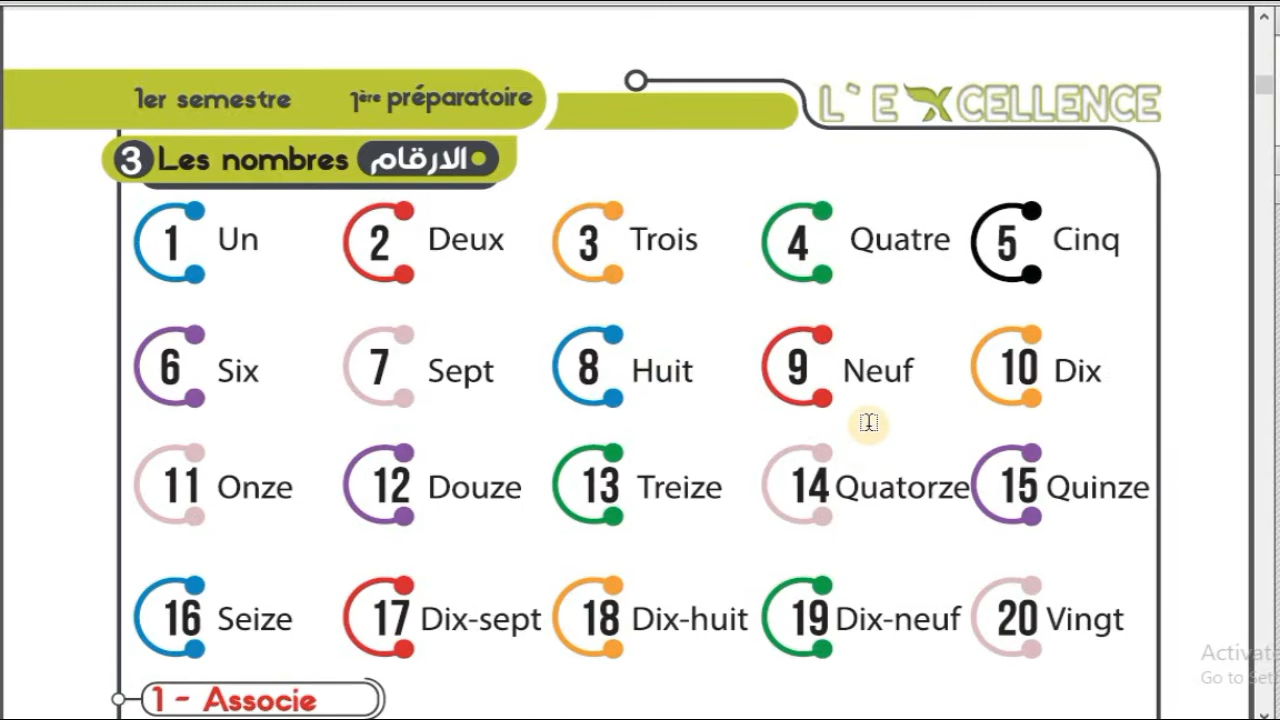 1er semestre 1ère préparatoire
L`EXCELLENCE
3 Les nombres الارقام
1 Un 2 Deux 3 Trois 4 Quatre 5 Cinq
6 Six 7 Sept 8 Huit 9 Neuf 10 Dix
11 Onze 12 Douze 13 Treize 14 Quatorze 15 Quinze
16 Seize 17 Dix-sept 18 Dix-huit 19 Dix-neuf 20 Vingt
Activat
Go to Set
1 - Associe